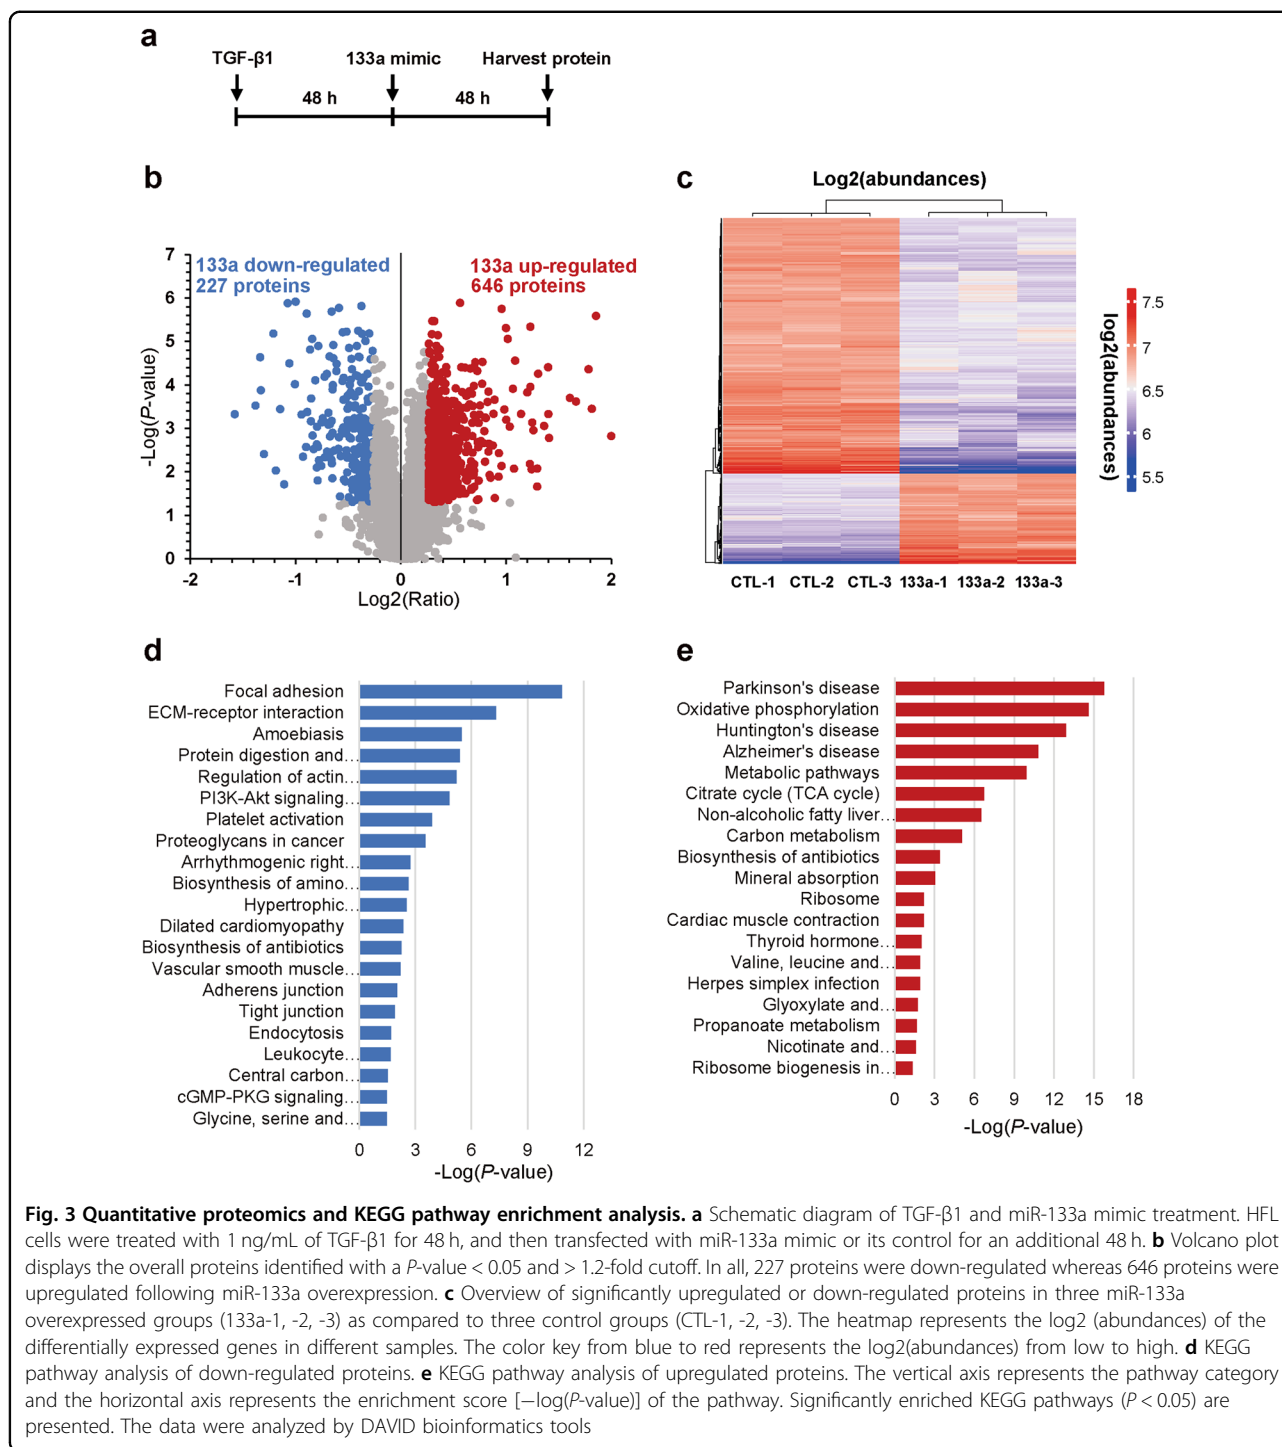 a
TGF-β1
133a mimic
Harvest protein
48 h
48 h
b
133a down-regulated
227 proteins
133a up-regulated
646 proteins
7
6
5
4
3
2
1
0
-Log(P-value)
-2
-1
0
1
2
Log2(Ratio)
c
Log2(abundances)
CTL-1
CTL-2
CTL-3
133a-1
133a-2
133a-3
7.5
7
6.5
6
5.5
log2(abundances)
d
Focal adhesion
ECM-receptor interaction
Amoebiasis
Protein digestion and...
Regulation of actin...
PI3K-Akt signaling...
Platelet activation
Proteoglycans in cancer
Arrhythmogenic right...
Biosynthesis of amino...
Hypertrophic...
Dilated cardiomyopathy
Biosynthesis of antibiotics
Vascular smooth muscle...
Adherens junction
Tight junction
Endocytosis
Leukocyte...
Central carbon...
cGMP-PKG signaling...
Glycine, serine and...
0
3
6
9
12
-Log(P-value)
e
Parkinson's disease
Oxidative phosphorylation
Huntington's disease
Alzheimer's disease
Metabolic pathways
Citrate cycle (TCA cycle)
Non-alcoholic fatty liver...
Carbon metabolism
Biosynthesis of antibiotics
Mineral absorption
Ribosome
Cardiac muscle contraction
Thyroid hormone...
Valine, leucine and...
Herpes simplex infection
Glyoxylate and...
Propanoate metabolism
Nicotinate and...
Ribosome biogenesis in...
0
3
6
9
12
15
18
-Log(P-value)
Fig. 3 Quantitative proteomics and KEGG pathway enrichment analysis. a Schematic diagram of TGF-β1 and miR-133a mimic treatment. HFL
cells were treated with 1 ng/mL of TGF-β1 for 48 h, and then transfected with miR-133a mimic or its control for an additional 48 h. b Volcano plot
displays the overall proteins identified with a P-value < 0.05 and > 1.2-fold cutoff. In all, 227 proteins were down-regulated whereas 646 proteins were
upregulated following miR-133a overexpression. c Overview of significantly upregulated or down-regulated proteins in three miR-133a
overexpressed groups (133a-1, -2, -3) as compared to three control groups (CTL-1, -2, -3). The heatmap represents the log2 (abundances) of the
differentially expressed genes in different samples. The color key from blue to red represents the log2(abundances) from low to high. d KEGG
pathway analysis of down-regulated proteins. e KEGG pathway analysis of upregulated proteins. The vertical axis represents the pathway category
and the horizontal axis represents the enrichment score [−log(P-value)] of the pathway. Significantly enriched KEGG pathways (P < 0.05) are
presented. The data were analyzed by DAVID bioinformatics tools